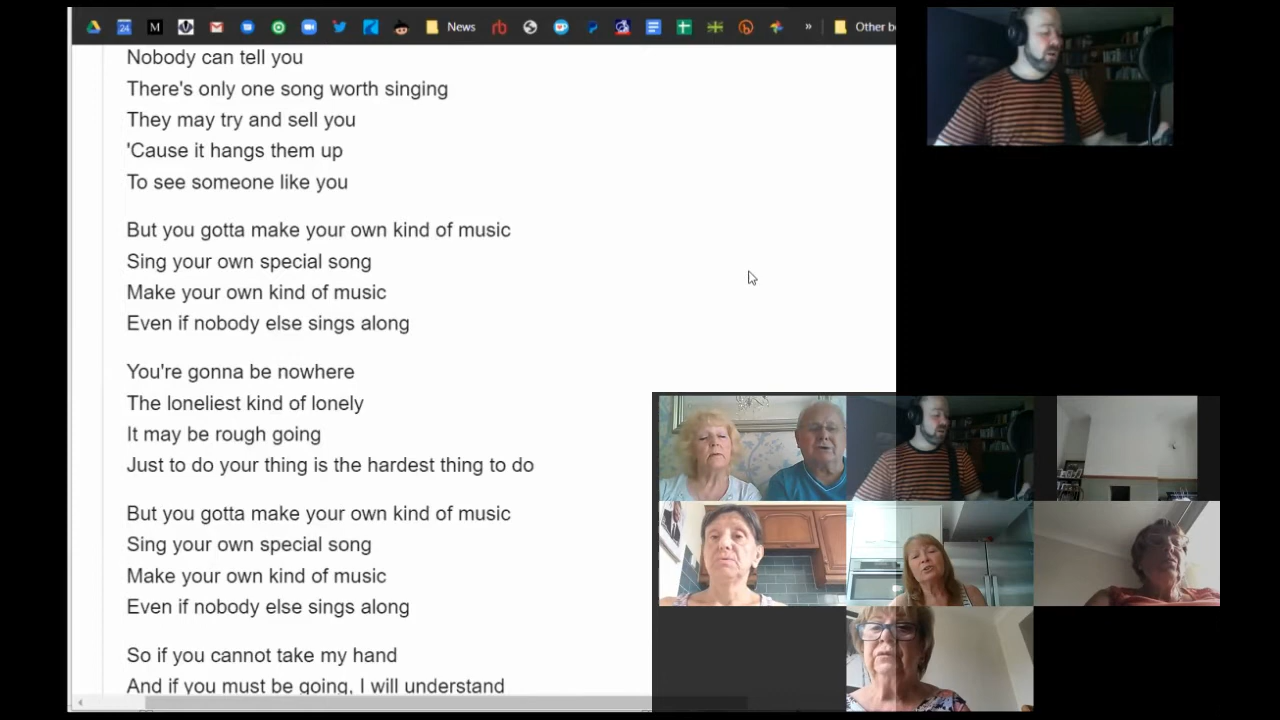 24
M
News
rb
»
Other b
Nobody can tell you
There's only one song worth singing
They may try and sell you
'Cause it hangs them up
To see someone like you
But you gotta make your own kind of music
Sing your own special song
Make your own kind of music
Even if nobody else sings along
You're gonna be nowhere
The loneliest kind of lonely
It may be rough going
Just to do your thing is the hardest thing to do
But you gotta make your own kind of music
Sing your own special song
Make your own kind of music
Even if nobody else sings along
So if you cannot take my hand
And if you must be going, I will understand